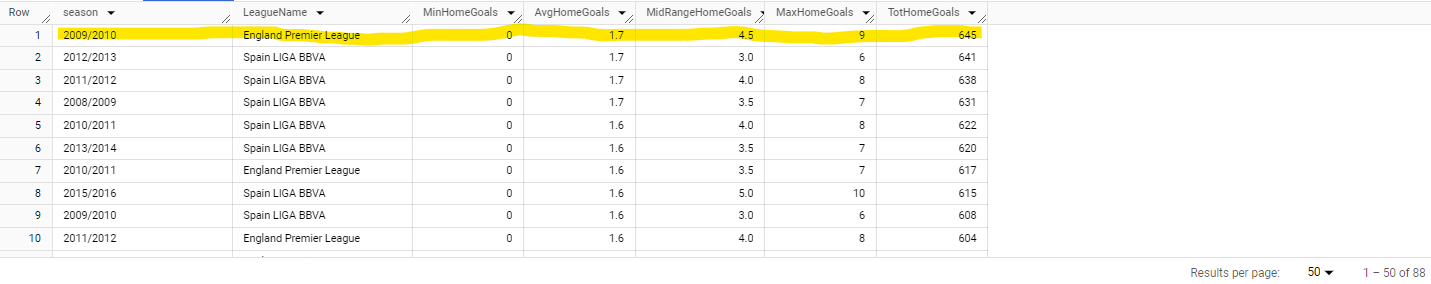 Row season LeagueName MinHomeGoals AvgHomeGoals MidRangeHomeGoals MaxHomeGoals TotHomeGoals
1 2009/2010 England Premier League 0 1.7 4.5 9 645
2 2012/2013 Spain LIGA BBVA 0 1.7 3.0 6 641
3 2011/2012 Spain LIGA BBVA 0 1.7 4.0 8 638
4 2008/2009 Spain LIGA BBVA 0 1.7 3.5 7 631
5 2010/2011 Spain LIGA BBVA 0 1.6 4.0 8 622
6 2013/2014 Spain LIGA BBVA 0 1.6 3.5 7 620
7 2010/2011 England Premier League 0 1.6 3.5 7 617
8 2015/2016 Spain LIGA BBVA 0 1.6 5.0 10 615
9 2009/2010 Spain LIGA BBVA 0 1.6 3.0 6 608
10 2011/2012 England Premier League 0 1.6 4.0 8 604
Results per page: 50 1 – 50 of 88